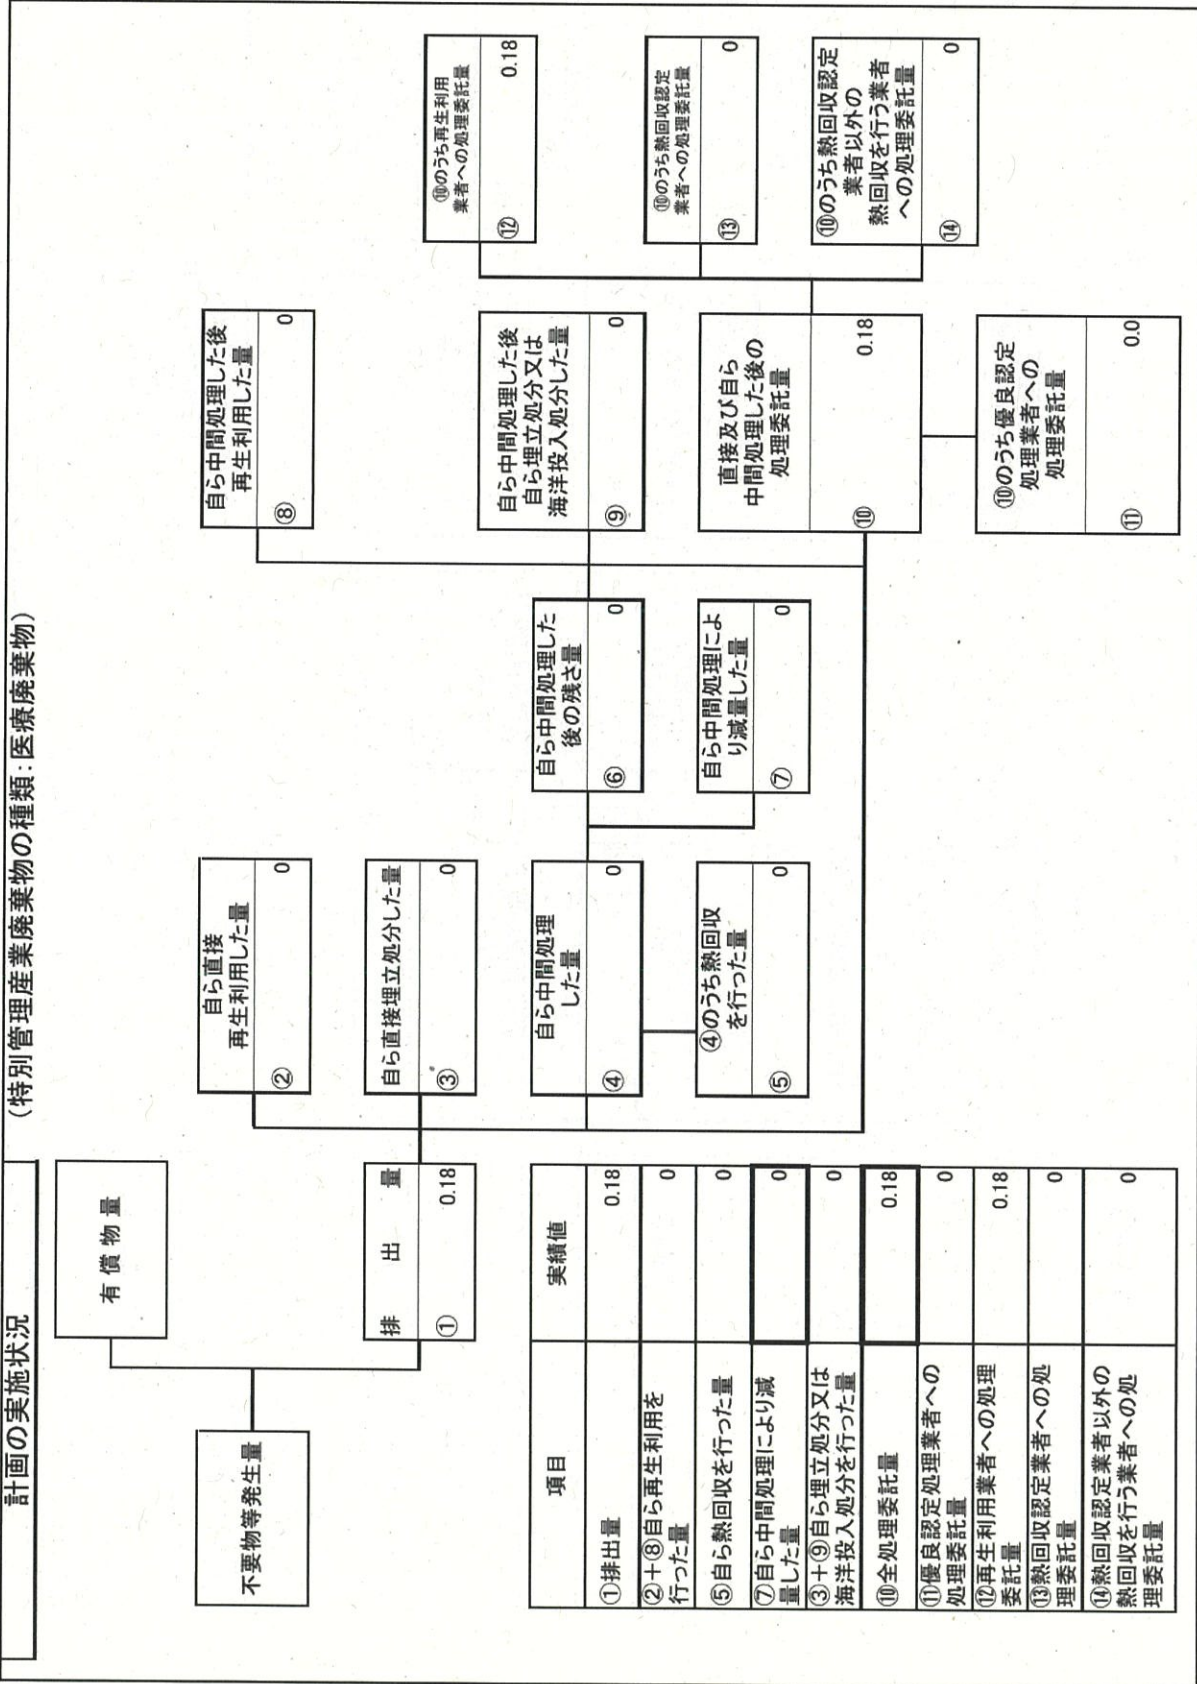 計画の実施状況
(特別管理産業廃棄物の種類:医療廃棄物)
不要物等発生量
有償物量
排出量
① 0.18
自ら直接
再生利用した量
② 0
自ら直接埋立処分した量
③ 0
自ら中間処理
した量
④ 0
④のうち熱回収
を行った量
⑤ 0
自ら中間処理した
後の残さ量
⑥ 0
自ら中間処理によ
り減量した量
⑦ 0
自ら中間処理した後
再生利用した量
⑧ 0
自ら中間処理した後
自ら埋立処分又は
海洋投入処分した量
⑨ 0
直接及び自ら
中間処理した後の
処理委託量
⑩ 0.18
⑩のうち優良認定
処理業者への
処理委託量
⑪ 0.0
⑩のうち再生利用
業者への処理委託量
⑫ 0.18
⑩のうち熱回収認定
業者への処理委託量
⑬ 0
⑩のうち熱回収認定
業者以外の
熱回収を行う業者
への処理委託量
⑭ 0
項目 実績値
①排出量 0.18
②+⑧自ら再生利用を
行った量 0
⑤自ら熱回収を行った量 0
⑦自ら中間処理により減
量した量 0
③+⑨自ら埋立処分又は
海洋投入処分を行った量 0
⑩全処理委託量 0.18
⑪優良認定処理業者への
処理委託量 0
⑫再生利用業者への処理
委託量 0.18
⑬熱回収認定業者への処
理委託量 0
⑭熱回収認定業者以外の
熱回収を行う業者への処
理委託量 0